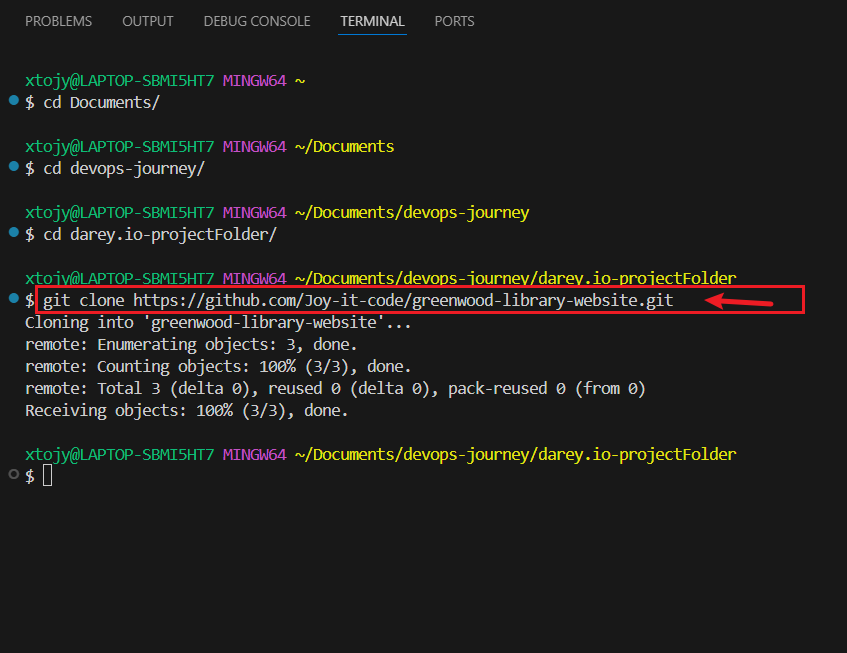 PROBLEMS OUTPUT DEBUG CONSOLE TERMINAL PORTS
xtojy@LAPTOP-SBMI5HT7 MINGW64 ~
$ cd Documents/
xtojy@LAPTOP-SBMI5HT7 MINGW64 ~/Documents
$ cd devops-journey/
xtojy@LAPTOP-SBMI5HT7 MINGW64 ~/Documents/devops-journey
$ cd darey.io-projectFolder/
xtojy@LAPTOP-SBMI5HT7 MINGW64 ~/Documents/devops-journey/darey.io-projectFolder
$ git clone https://github.com/Joy-it-code/greenwood-library-website.git
Cloning into 'greenwood-library-website'...
remote: Enumerating objects: 3, done.
remote: Counting objects: 100% (3/3), done.
remote: Total 3 (delta 0), reused 0 (delta 0), pack-reused 0 (from 0)
Receiving objects: 100% (3/3), done.
xtojy@LAPTOP-SBMI5HT7 MINGW64 ~/Documents/devops-journey/darey.io-projectFolder
$